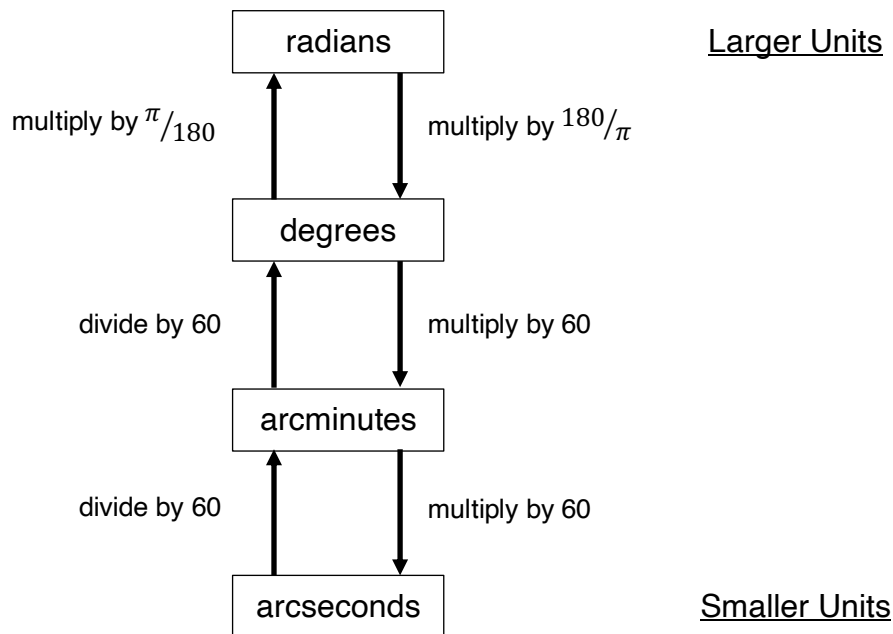 radians
Larger Units
multiply by π/180
multiply by 180/π
degrees
divide by 60
multiply by 60
arcminutes
divide by 60
multiply by 60
arcseconds
Smaller Units